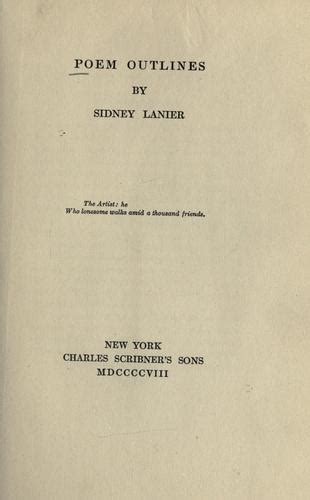 POEM OUTLINES
BY
SIDNEY LANIER
The Artist: he
Who lonesome walks amid a thousand friends.
NEW YORK
CHARLES SCRIBNER'S SONS
MDCCCCVIII